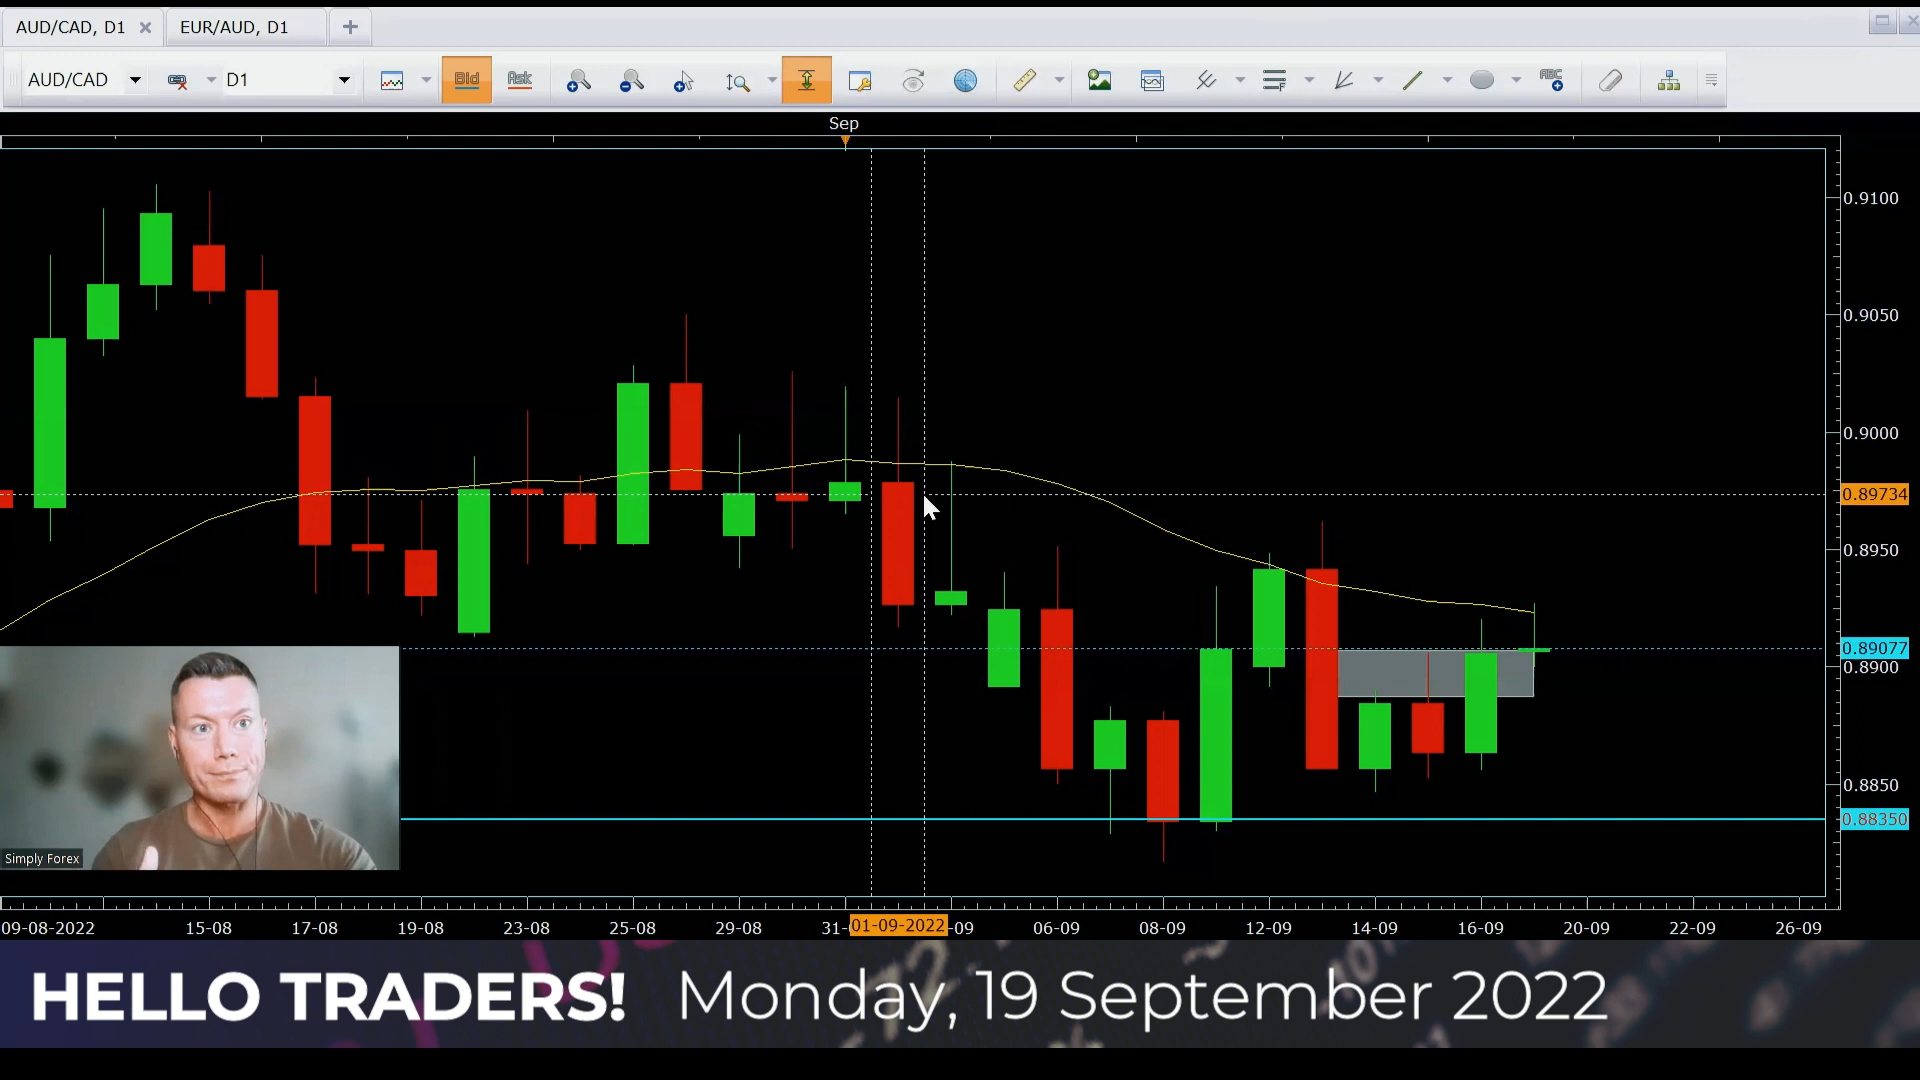 AUD/CAD, D1
EUR/AUD, D1
AUD/CAD
D1
Bid
Ask
ABC
Sep
0.9100
0.9050
0.9000
0.89734
0.8950
0.89077
0.8900
0.8850
0.88350
Simply Forex
09-08-2022 15-08 17-08 19-08 23-08 25-08 29-08 31- 01-09-2022 -09 06-09 08-09 12-09 14-09 16-09 20-09 22-09 26-09
HELLO TRADERS! Monday, 19 September 2022